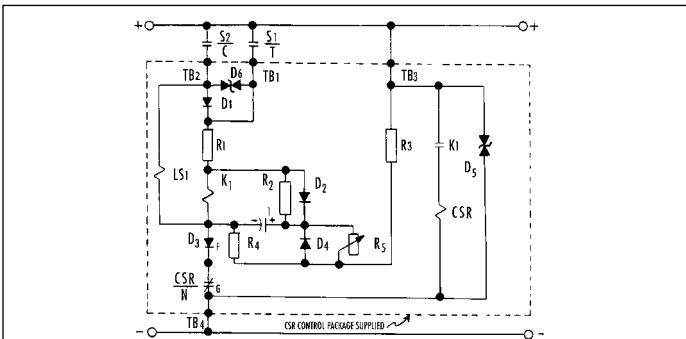 + +
S2 S1
C T
TB2 D6 TB1 TB3
D1
R1 R3 K1
LS1 K1 R2 D2 D5
CSR
- 1 +
D3 F R4 D4 R5
CSR
N G
TB4 CSR CONTROL PACKAGE SUPPLIED
- -